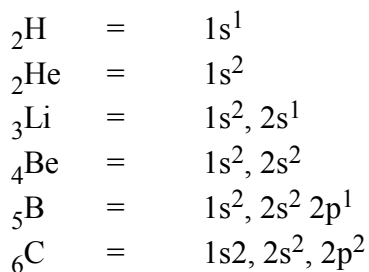 ₂H = 1s¹
₂He = 1s²
₃Li = 1s², 2s¹
₄Be = 1s², 2s²
₅B = 1s², 2s² 2p¹
₆C = 1s2, 2s², 2p²